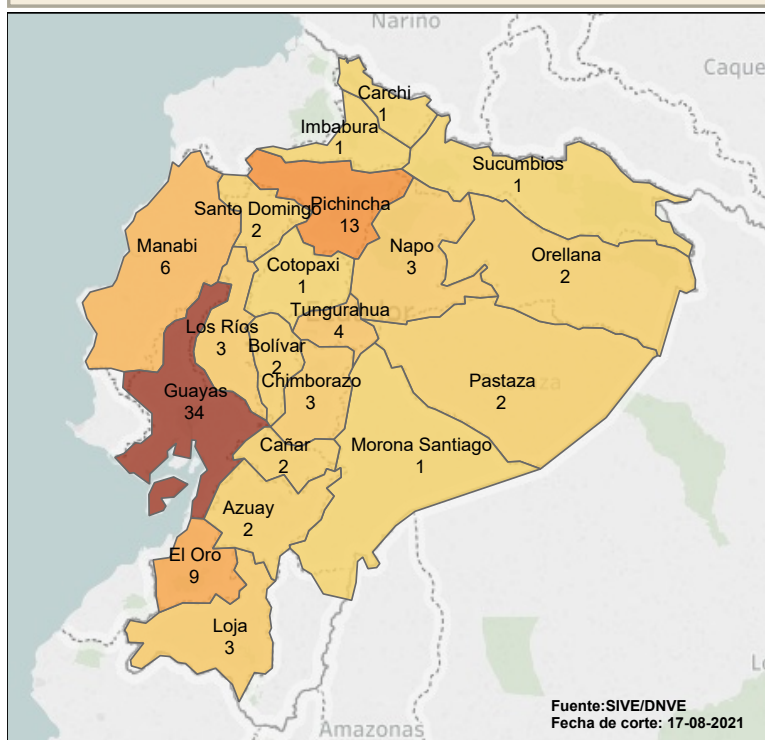 Nariño
Caque
Carchi
1
Imbabura
1
Sucumbios
1
Pichincha
13
Santo Domingo
2
Manabi
6
Napo
3
Orellana
2
Cotopaxi
1
Ecuador
Tungurahua
4
Los Ríos
3
Bolívar
2
Chimborazo
3
Pastaza
2
Guayas
34
Cañar
2
Morona Santiago
1
Azuay
2
El Oro
9
Loja
3
Amazonas
Lo
Fuente:SIVE/DNVE
Fecha de corte: 17-08-2021